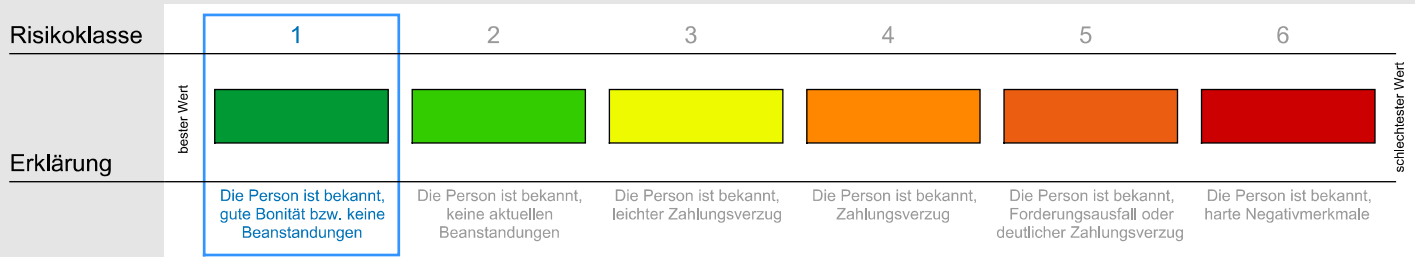 Risikoklasse
1
2
3
4
5
6
bester Wert
schlechtester Wert
Erklärung
Die Person ist bekannt,
gute Bonität bzw. keine
Beanstandungen
Die Person ist bekannt,
keine aktuellen
Beanstandungen
Die Person ist bekannt,
leichter Zahlungsverzug
Die Person ist bekannt,
Zahlungsverzug
Die Person ist bekannt,
Forderungsausfall oder
deutlicher Zahlungsverzug
Die Person ist bekannt,
harte Negativmerkmale